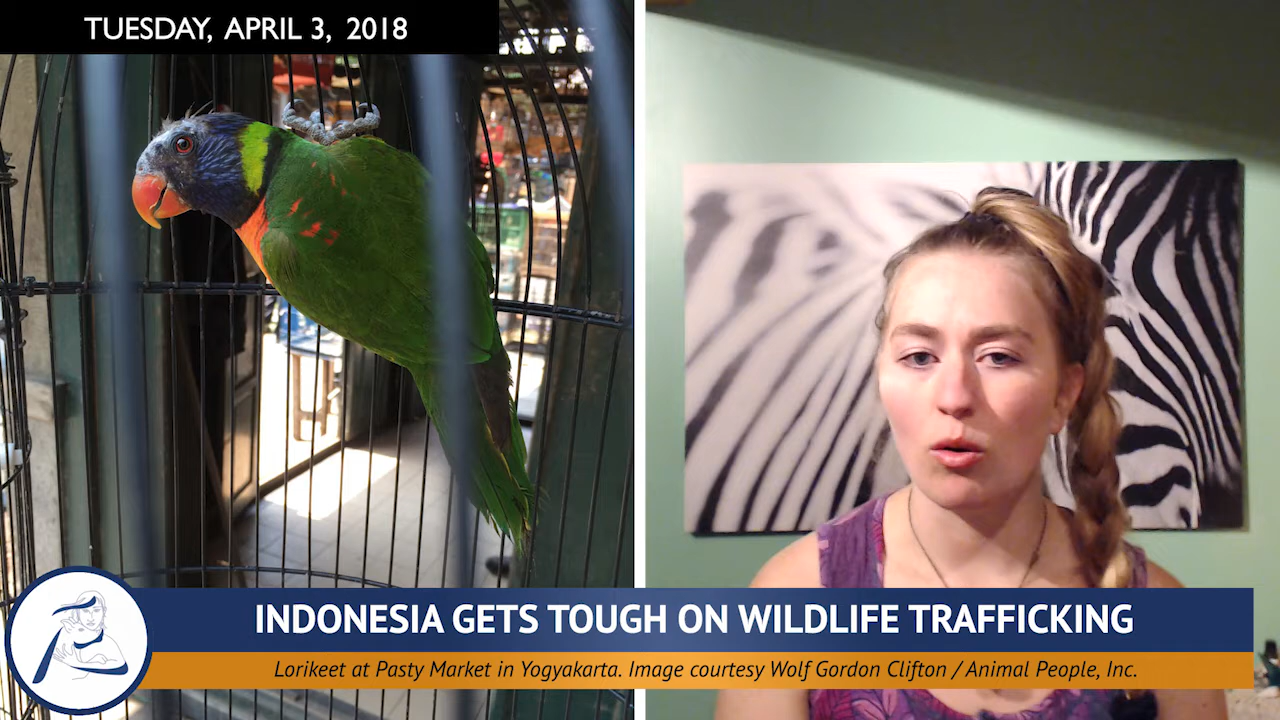 TUESDAY, APRIL 3, 2018
INDONESIA GETS TOUGH ON WILDLIFE TRAFFICKING
Lorikeet at Pasty Market in Yogyakarta. Image courtesy Wolf Gordon Clifton / Animal People, Inc.